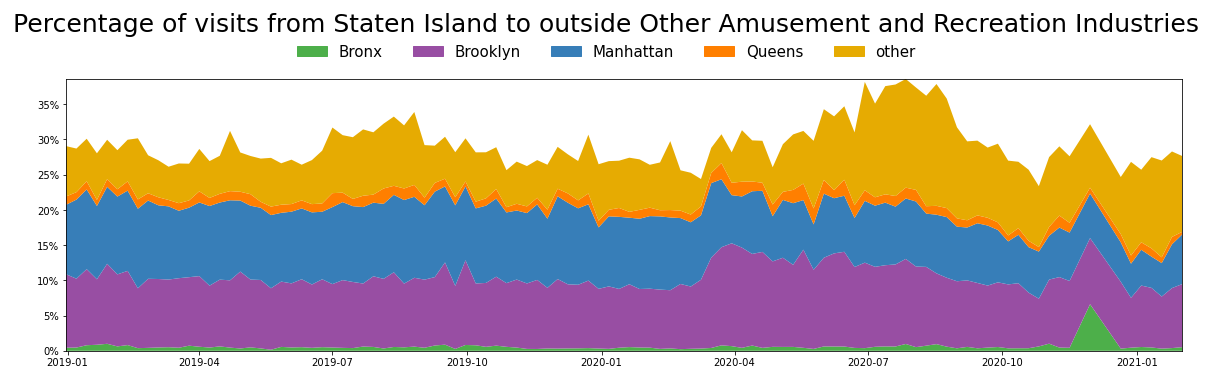 Percentage of visits from Staten Island to outside Other Amusement and Recreation Industries
Bronx Brooklyn Manhattan Queens other
35%
30%
25%
20%
15%
10%
5%
0%
2019-01 2019-04 2019-07 2019-10 2020-01 2020-04 2020-07 2020-10 2021-01